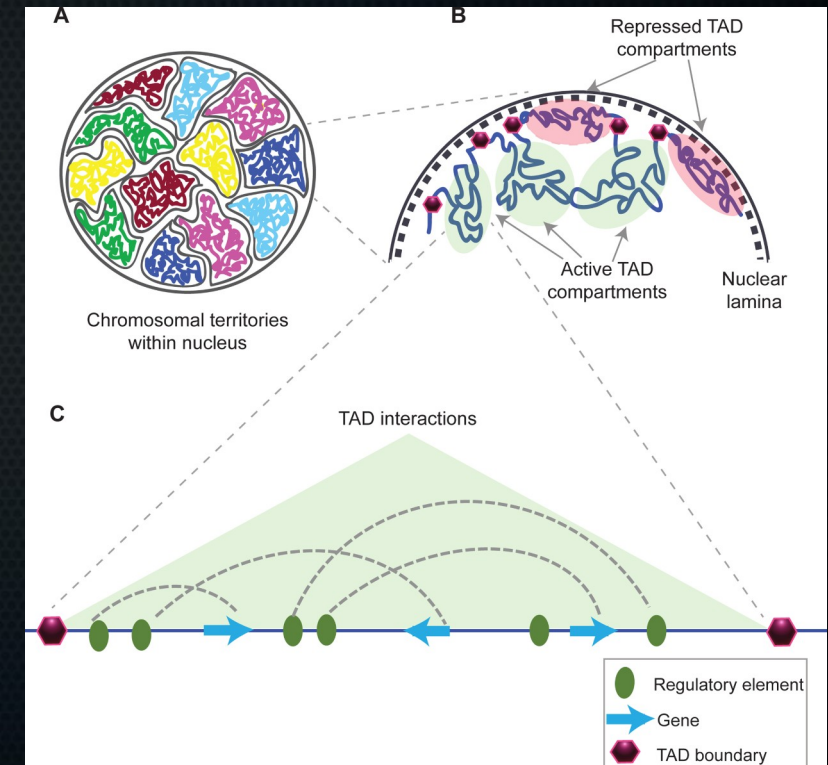 A
B
Repressed TAD
compartments
Active TAD
compartments
Nuclear
lamina
Chromosomal territories
within nucleus
C
TAD interactions
Regulatory element
Gene
TAD boundary